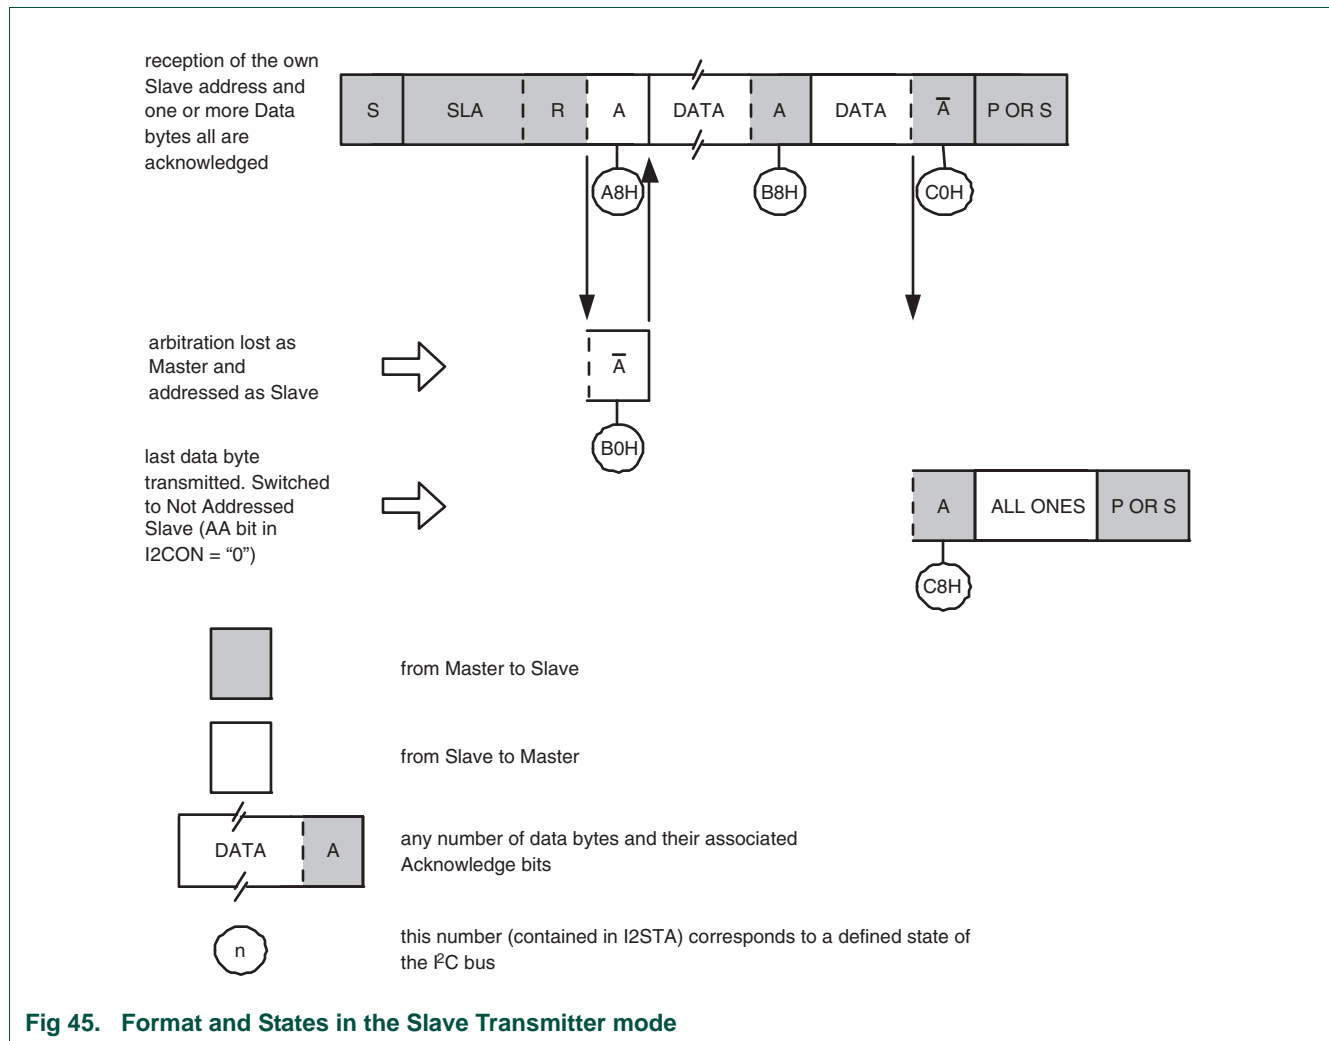 reception of the own
Slave address and
one or more Data
bytes all are
acknowledged
S SLA R A DATA A DATA A̅ P OR S
A8H B8H C0H
arbitration lost as
Master and
addressed as Slave
A̅
B0H
last data byte
transmitted. Switched
to Not Addressed
Slave (AA bit in
I2CON = “0”)
A ALL ONES P OR S
C8H
from Master to Slave
from Slave to Master
DATA A
any number of data bytes and their associated
Acknowledge bits
n
this number (contained in I2STA) corresponds to a defined state of
the I²C bus
Fig 45. Format and States in the Slave Transmitter mode